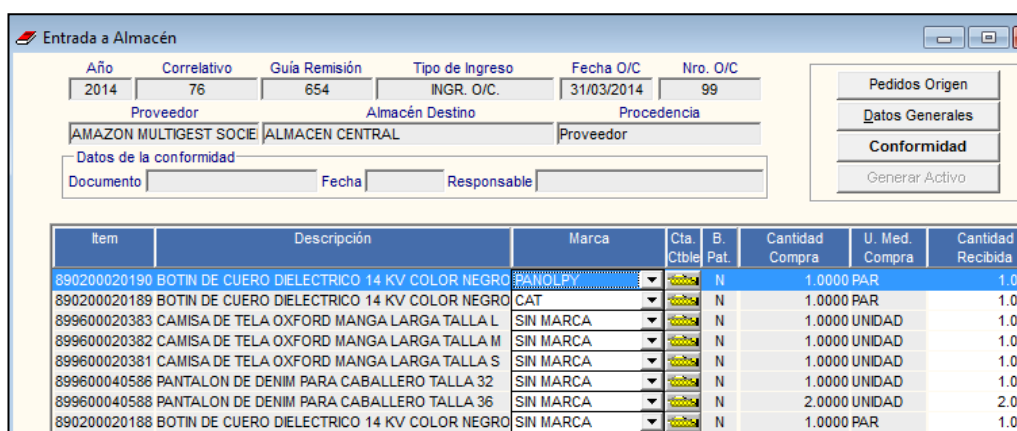 Entrada a Almacén
Año Correlativo Guía Remisión Tipo de Ingreso Fecha O/C Nro. O/C
2014 76 654 INGR. O/C. 31/03/2014 99
Proveedor Almacén Destino Procedencia
AMAZON MULTIGEST SOCIE ALMACEN CENTRAL Proveedor
Datos de la conformidad
Documento Fecha Responsable
Pedidos Origen
Datos Generales
Conformidad
Generar Activo
Item Descripción Marca Cta. Ctble B. Pat. Cantidad Compra U. Med. Compra Cantidad Recibida
890200020190 BOTIN DE CUERO DIELECTRICO 14 KV COLOR NEGRO PANOLPY N 1.0000 PAR 1.0
890200020189 BOTIN DE CUERO DIELECTRICO 14 KV COLOR NEGRO CAT N 1.0000 PAR 1.0
899600020383 CAMISA DE TELA OXFORD MANGA LARGA TALLA L SIN MARCA N 1.0000 UNIDAD 1.0
899600020382 CAMISA DE TELA OXFORD MANGA LARGA TALLA M SIN MARCA N 1.0000 UNIDAD 1.0
899600020381 CAMISA DE TELA OXFORD MANGA LARGA TALLA S SIN MARCA N 1.0000 UNIDAD 1.0
899600040586 PANTALON DE DENIM PARA CABALLERO TALLA 32 SIN MARCA N 1.0000 UNIDAD 1.0
899600040588 PANTALON DE DENIM PARA CABALLERO TALLA 36 SIN MARCA N 2.0000 UNIDAD 2.0
890200020188 BOTIN DE CUERO DIELECTRICO 14 KV COLOR NEGRO SIN MARCA N 1.0000 PAR 1.0